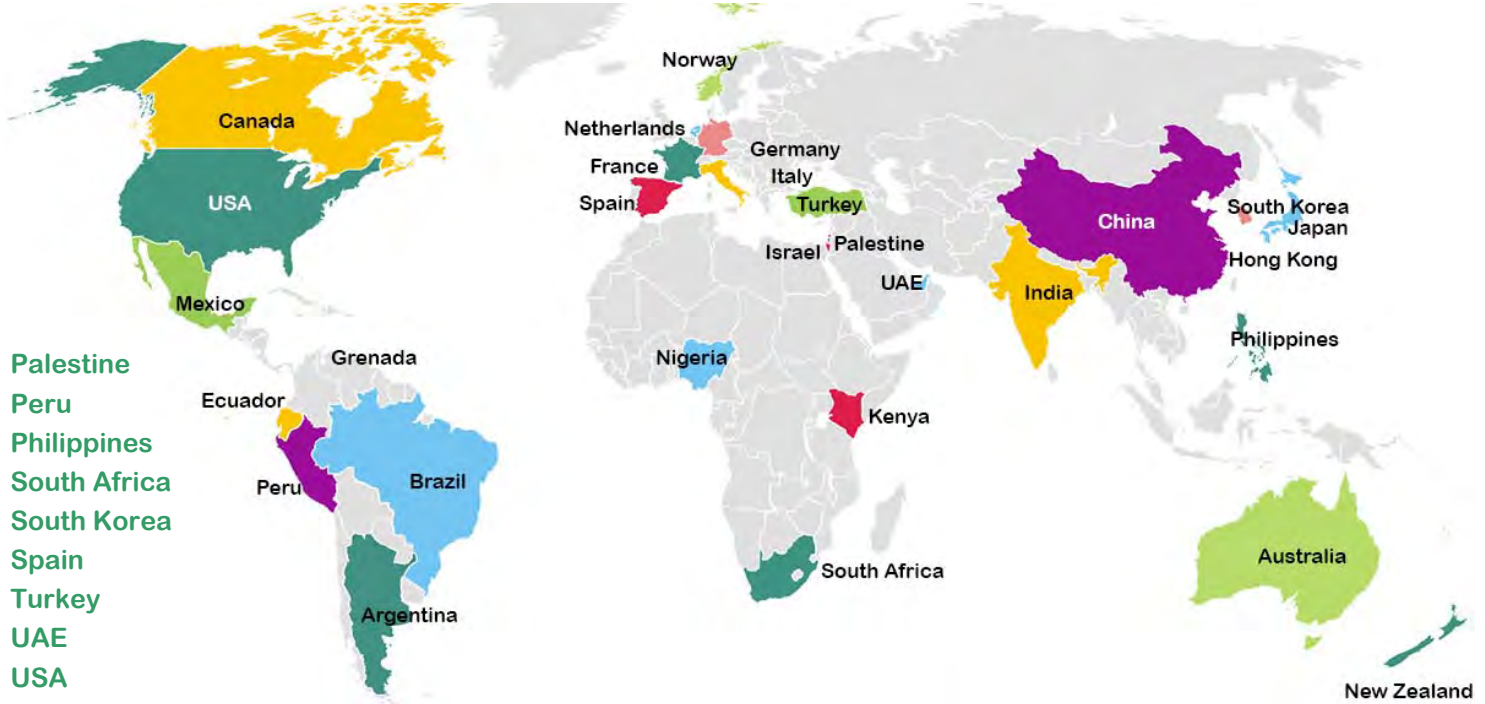 Norway
Canada
Netherlands
Germany
France
Italy
Spain
Turkey
USA
South Korea
China
Japan
Israel
Palestine
Hong Kong
UAE
India
Mexico
Philippines
Grenada
Nigeria
Ecuador
Kenya
Peru
Brazil
Australia
South Africa
Argentina
New Zealand
Palestine
Peru
Philippines
South Africa
South Korea
Spain
Turkey
UAE
USA